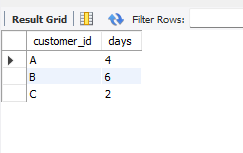 Result Grid Filter Rows:
customer_id days
A 4
B 6
C 2